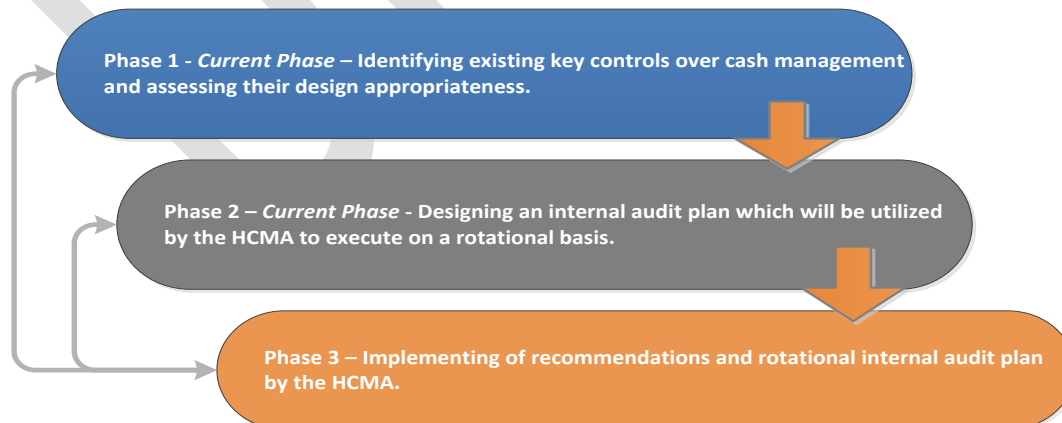 Phase 1 - Current Phase – Identifying existing key controls over cash management
and assessing their design appropriateness.
Phase 2 – Current Phase - Designing an internal audit plan which will be utilized
by the HCMA to execute on a rotational basis.
Phase 3 – Implementing of recommendations and rotational internal audit plan
by the HCMA.